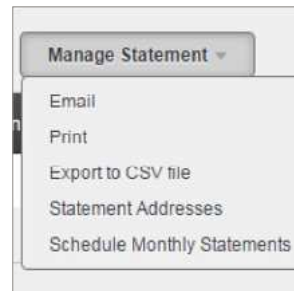 Manage Statement
Email
Print
Export to CSV file
Statement Addresses
Schedule Monthly Statements